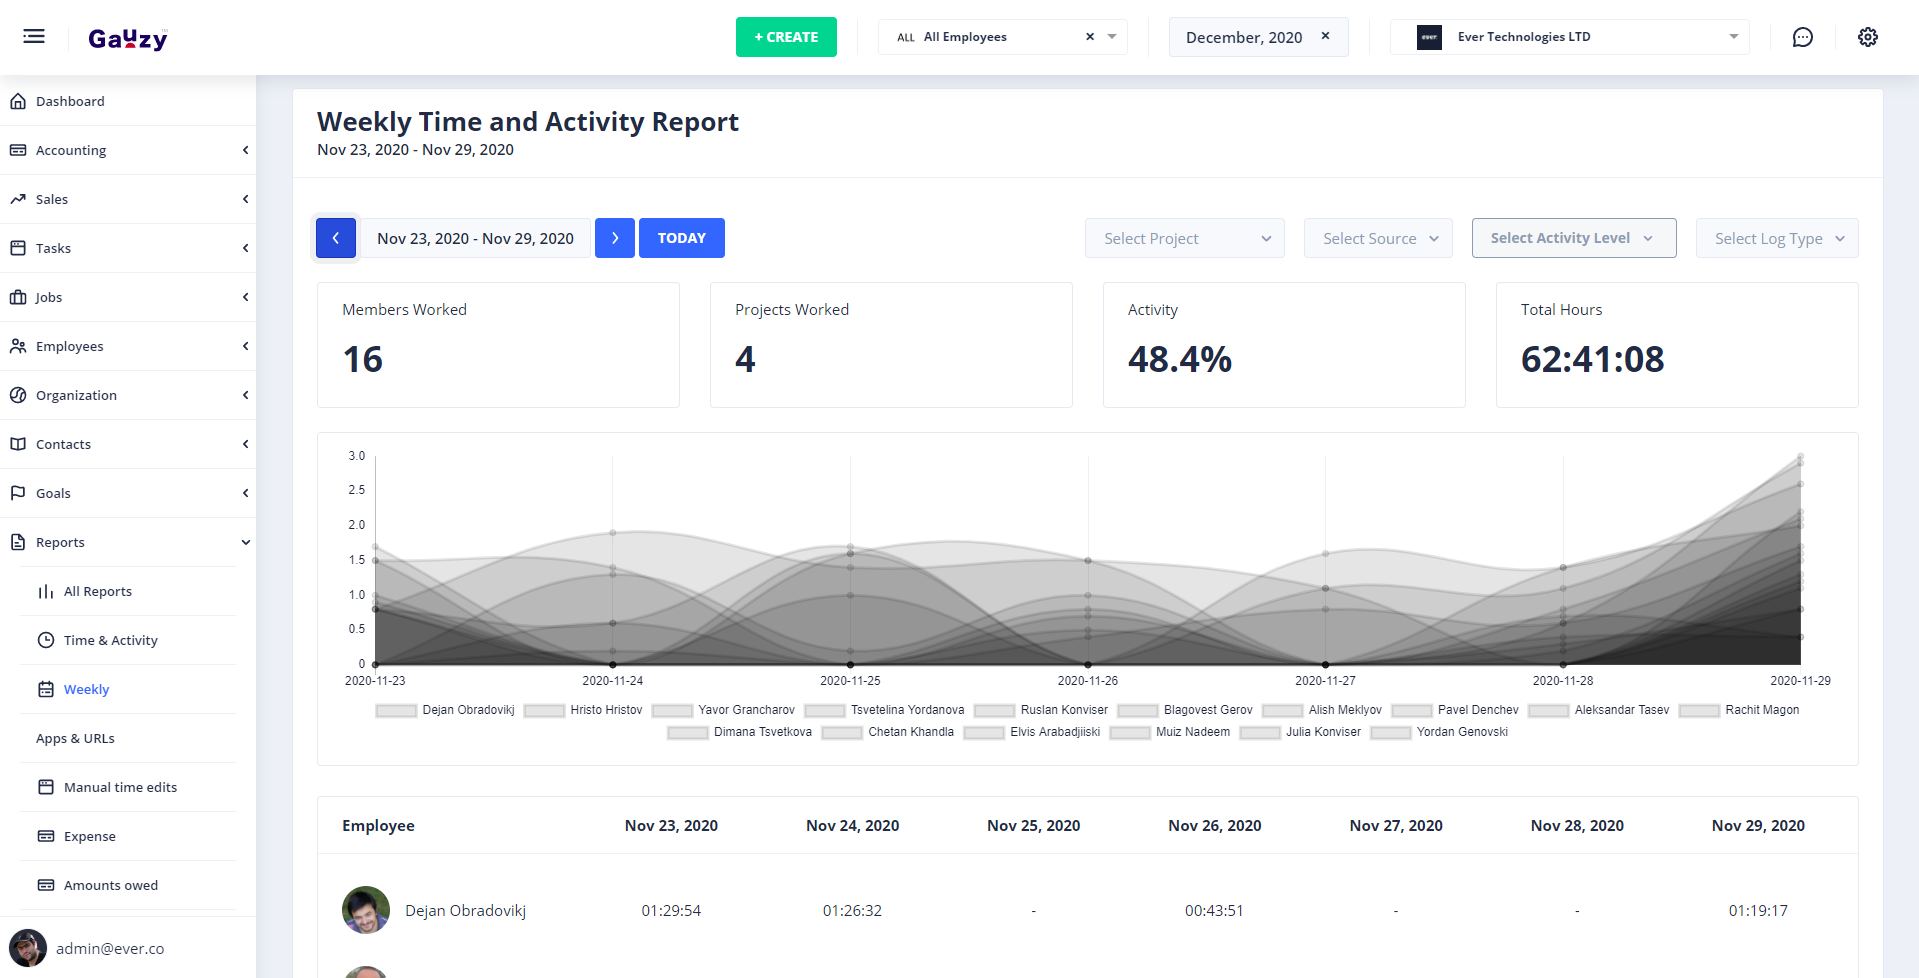 Gauzy
+ CREATE
ALL All Employees
December, 2020
ever.
Ever Technologies LTD
Dashboard
Accounting
Sales
Tasks
Jobs
Employees
Organization
Contacts
Goals
Reports
All Reports
Time & Activity
Weekly
Apps & URLs
Manual time edits
Expense
Amounts owed
admin@ever.co
Weekly Time and Activity Report
Nov 23, 2020 - Nov 29, 2020
Nov 23, 2020 - Nov 29, 2020
TODAY
Select Project
Select Source
Select Activity Level
Select Log Type
Members Worked
16
Projects Worked
4
Activity
48.4%
Total Hours
62:41:08
3.0
2.5
2.0
1.5
1.0
0.5
0
2020-11-23 2020-11-24 2020-11-25 2020-11-26 2020-11-27 2020-11-28 2020-11-29
Dejan Obradovikj Hristo Hristov Yavor Grancharov Tsvetelina Yordanova Ruslan Konviser Blagovest Gerov Alish Meklyov Pavel Denchev Aleksandar Tasev Rachit Magon
Dimana Tsvetkova Chetan Khandla Elvis Arabadjiiski Muiz Nadeem Julia Konviser Yordan Genovski
Employee Nov 23, 2020 Nov 24, 2020 Nov 25, 2020 Nov 26, 2020 Nov 27, 2020 Nov 28, 2020 Nov 29, 2020
Dejan Obradovikj 01:29:54 01:26:32 - 00:43:51 - - 01:19:17